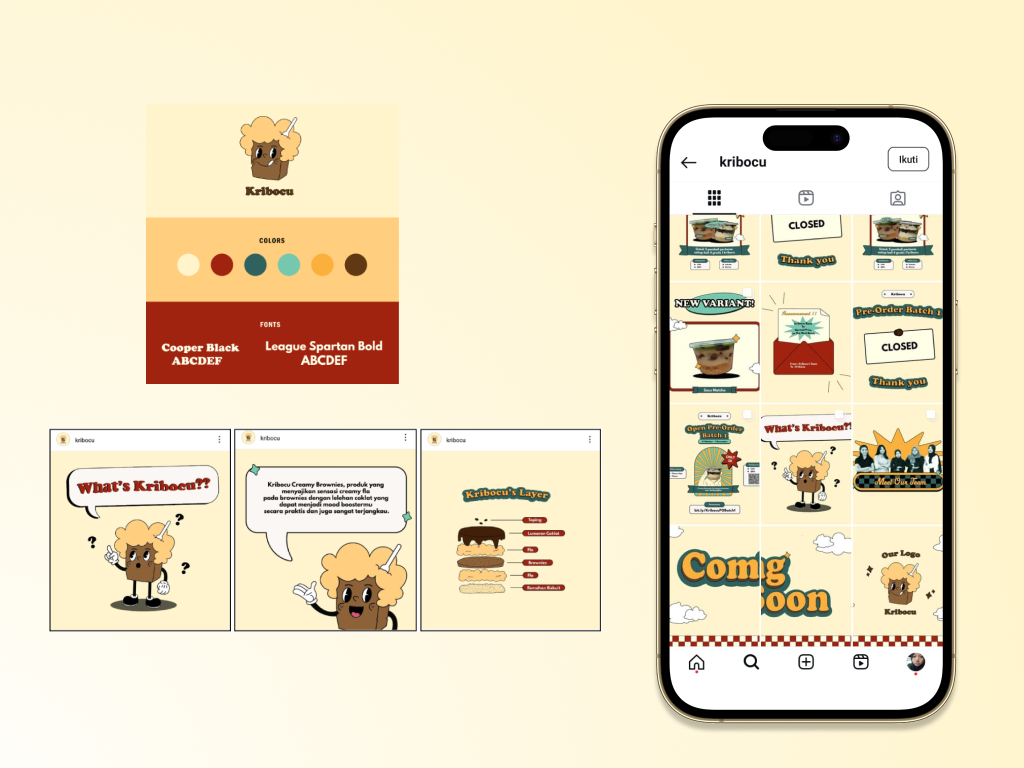 Kribocu
COLORS
FONTS
Cooper Black
ABCDEF
League Spartan Bold
ABCDEF
kribocu
What's Kribocu??
?
?
?
kribocu
Kribocu Creamy Brownies, produk yang
menyajikan sensasi creamy fla
pada brownies dengan lelehan coklat yang
dapat menjadi mood boostermu
secara praktis dan juga sangat terjangkau.
kribocu
Kribocu's Layer
Toping
Lumeran Coklat
Fla
Brownies
Fla
Remahan Biskuit
kribocu
Ikuti
CLOSED
Thank you
NEW VARIANT!
Announcement !!
Kribocu
Pre-Order Batch 1
CLOSED
Thank you
Kribocu
Open Pre-Order
Batch 1
What's Kribocu??
?
?
?
Meet Our Team
Coming
Soon
Our Logo
Kribocu